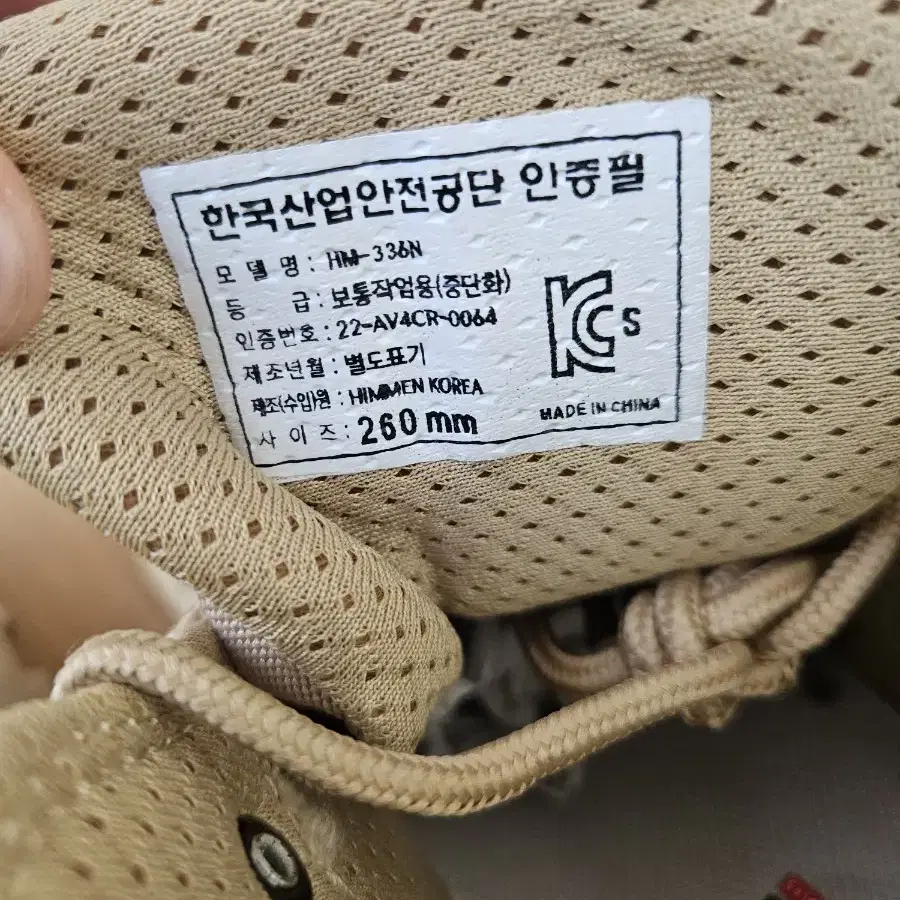 한국산업안전공단 인증필
모 델 명 : HM-336N
등 급 : 보통작업용(중단화)
인증번호 : 22-AV4CR-0064
제조년월 : 별도표기
제조(수입)원 : HIMMEN KOREA
사 이 즈 : 260 mm
KCs
MADE IN CHINA